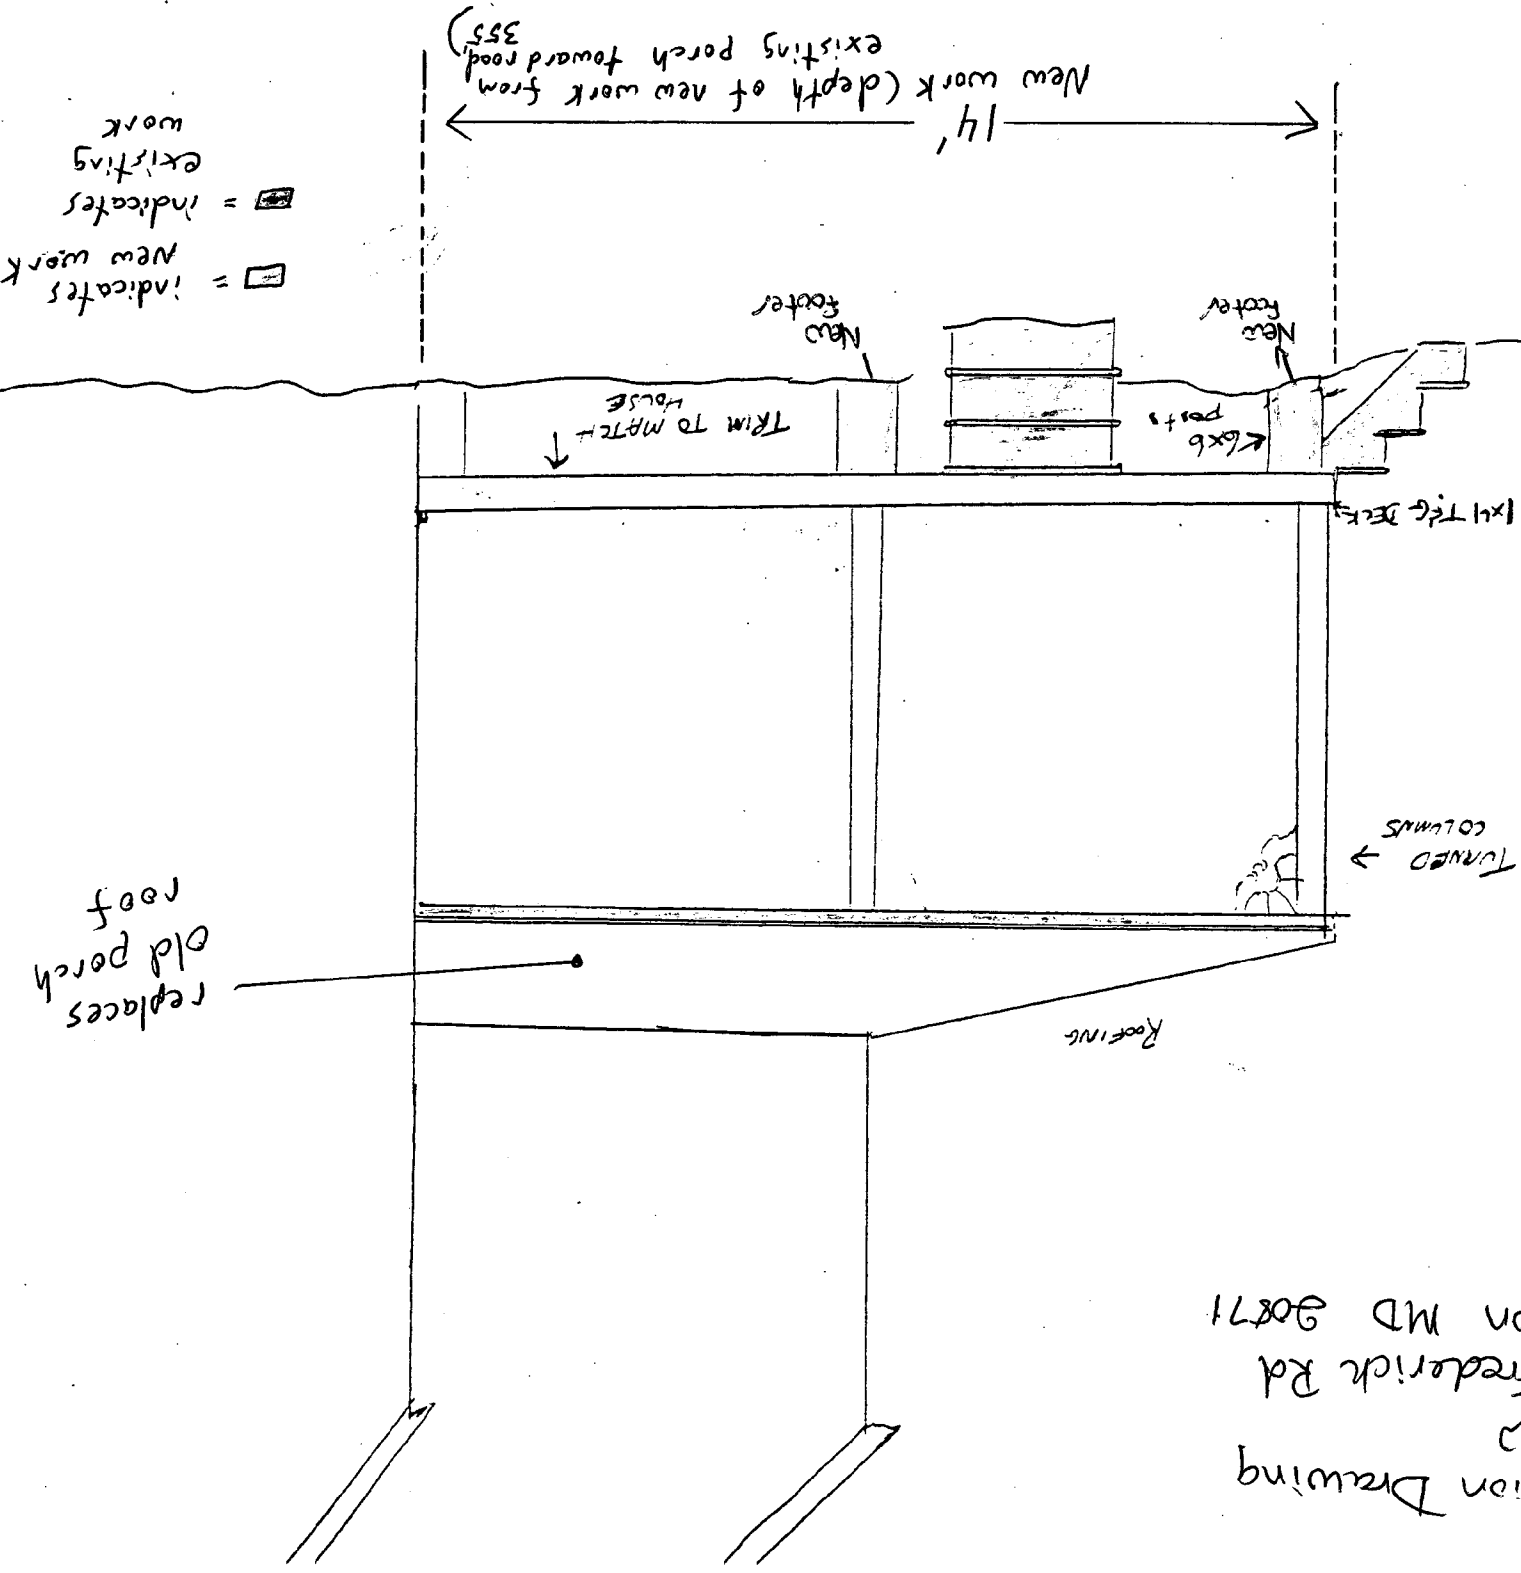 ion Drawing
rederick Rd
on MD 20871
ROOFING
replaces
old porch
roof
TURNED
COLUMNS
1x4 T&G DECK
6x6
posts
TRIM TO MATCH
HOUSE
New
Footer
New
Footer
= indicates
New work
= indicates
existing
work
14'
New work (depth of new work from
existing porch toward road,
355)